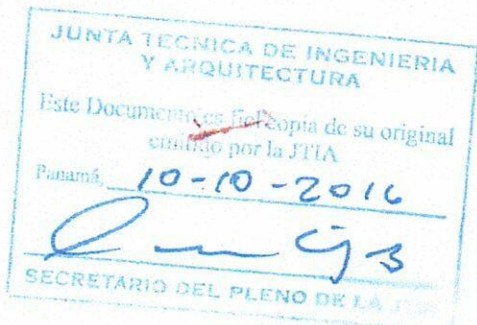 JUNTA TECNICA DE INGENIERIA
Y ARQUITECTURA
Este Documento es fiel copia de su original
emitido por la JTIA
Panamá, 10-10-2016
SECRETARIO DEL PLENO DE LA